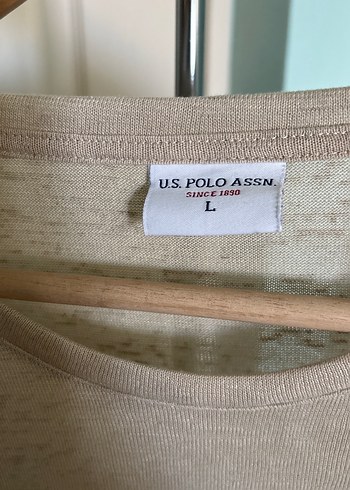 U.S. POLO ASSN.
SINCE 1890
L